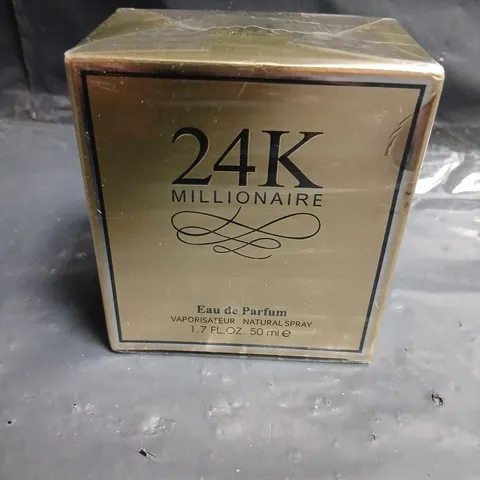 24K
MILLIONAIRE
Eau de Parfum
VAPORISATEUR NATURAL SPRAY
1.7 FL.OZ. 50 ml e